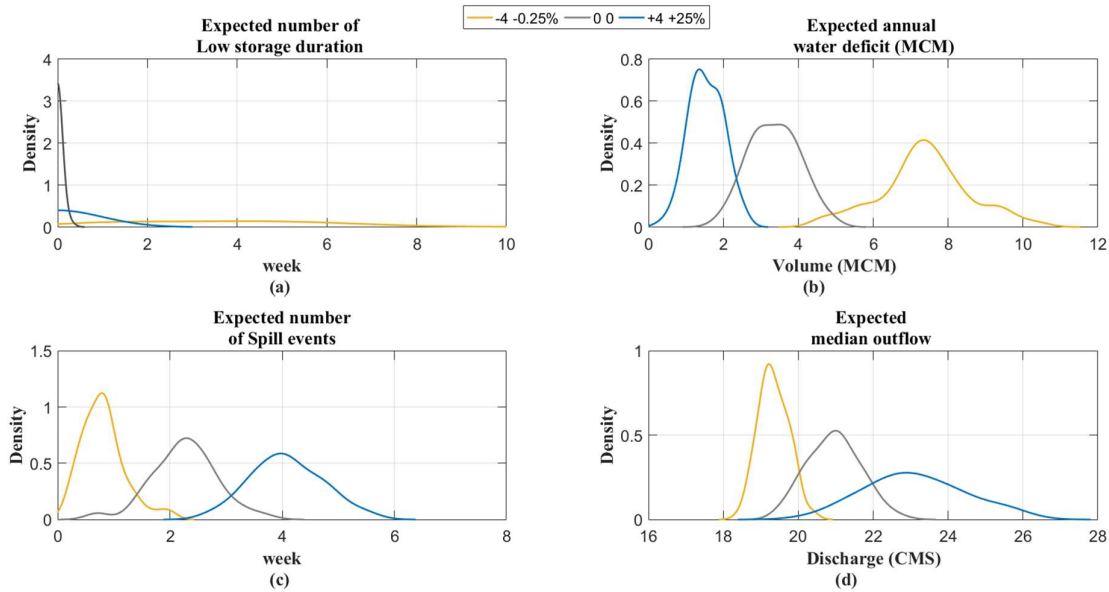 -4 -0.25% 0 0 +4 +25%
Expected number of
Low storage duration
4
3
2
1
0
Density
0 2 4 6 8 10
week
(a)
Expected annual
water deficit (MCM)
0.8
0.6
0.4
0.2
0
Density
0 2 4 6 8 10 12
Volume (MCM)
(b)
Expected number
of Spill events
1.5
1
0.5
0
Density
0 2 4 6 8
week
(c)
Expected
median outflow
1
0.5
0
Density
16 18 20 22 24 26 28
Discharge (CMS)
(d)